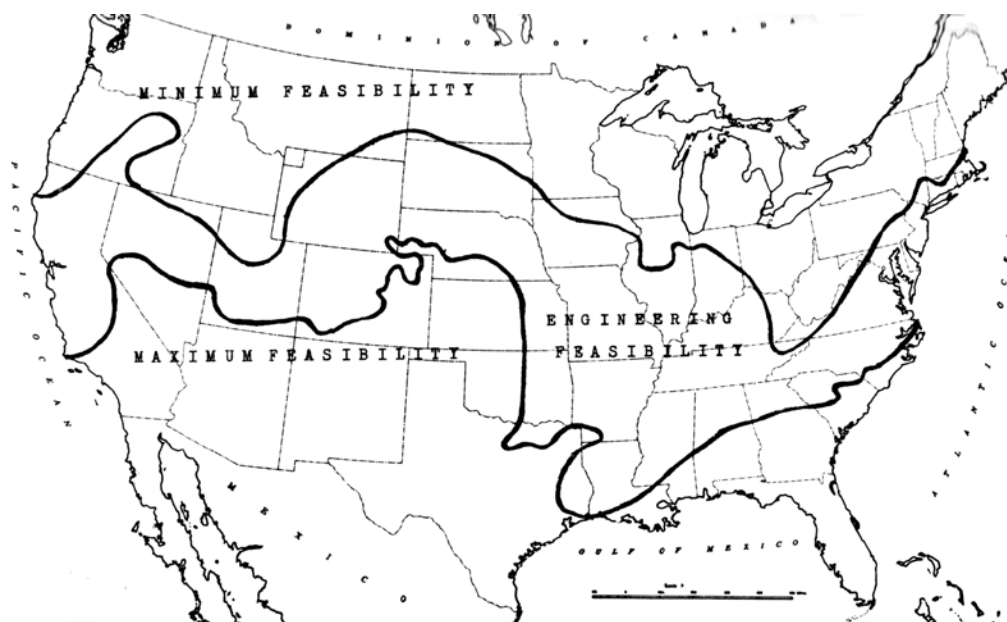 DOMINION OF CANADA
MINIMUM FEASIBILITY
PACIFIC OCEAN
ENGINEERING
FEASIBILITY
MAXIMUM FEASIBILITY
ATLANTIC OCEAN
MEXICO
GULF OF MEXICO